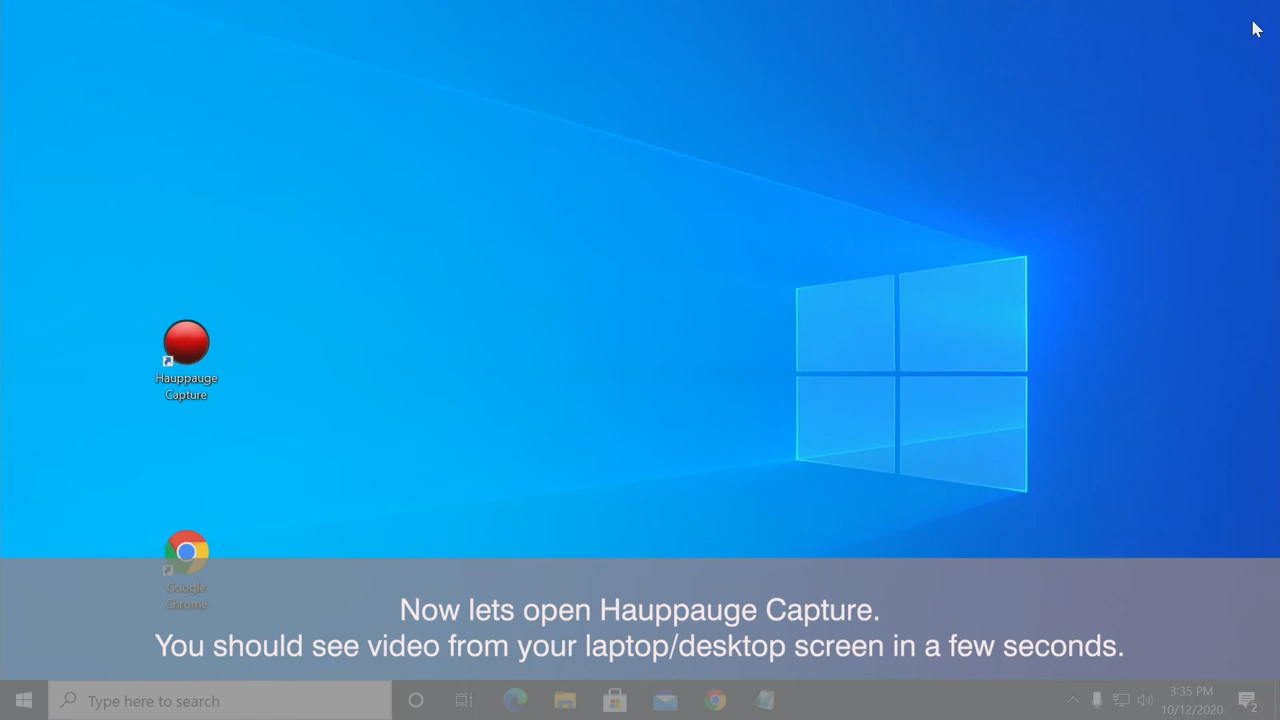 Hauppauge
Capture
Google
Chrome
Now lets open Hauppauge Capture.
You should see video from your laptop/desktop screen in a few seconds.
Type here to search
3:35 PM
10/12/2020
2